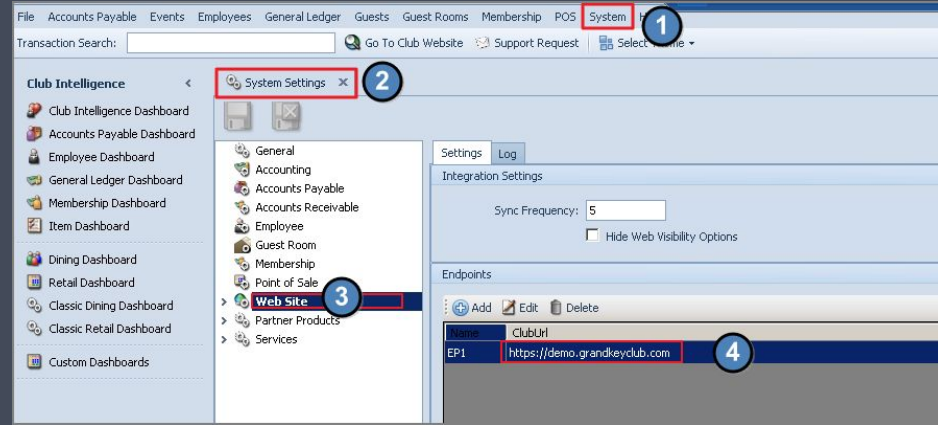 File Accounts Payable Events Employees General Ledger Guests Guest Rooms Membership POS System
1
Transaction Search: Go To Club Website Support Request Select
Club Intelligence <
System Settings x
2
Club Intelligence Dashboard
Accounts Payable Dashboard
Employee Dashboard
General Ledger Dashboard
Membership Dashboard
Item Dashboard
Dining Dashboard
Retail Dashboard
Classic Dining Dashboard
Classic Retail Dashboard
Custom Dashboards
General
Accounting
Accounts Payable
Accounts Receivable
Employee
Guest Room
Membership
Point of Sale
> Web Site
3
> Partner Products
> Services
Settings Log
Integration Settings
Sync Frequency: 5
Hide Web Visibility Options
Endpoints
Add Edit Delete
Name ClubUrl
EP1 https://demo.grandkeyclub.com
4